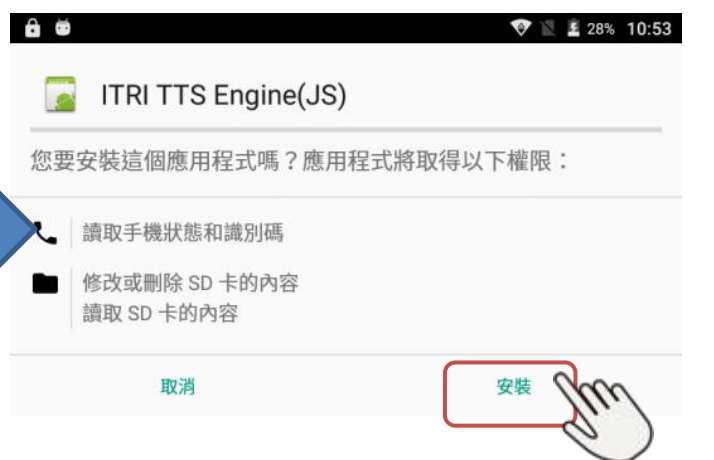 28% 10:53
ITRI TTS Engine(JS)
您要安裝這個應用程式嗎？應用程式將取得以下權限：
讀取手機狀態和識別碼
修改或刪除 SD 卡的內容
讀取 SD 卡的內容
取消 安裝